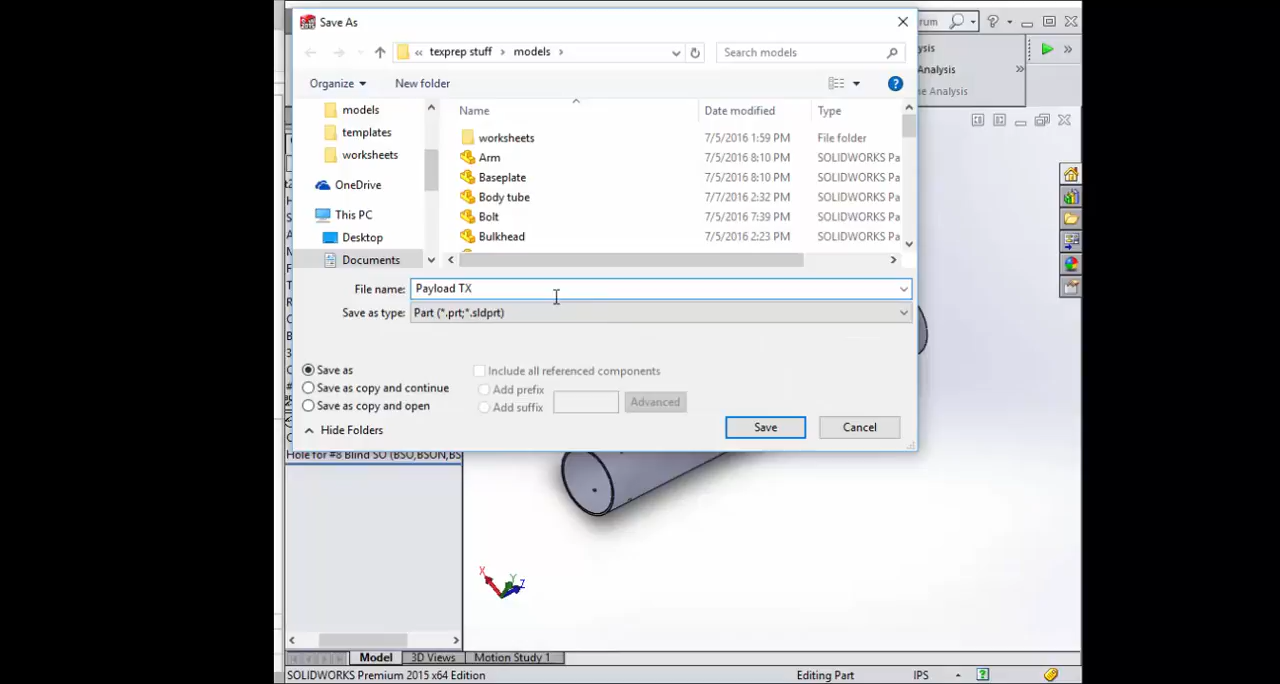 Save As
rum
texprep stuff
models
Search models
Organize
New folder
ysis
Analysis
ne Analysis
models
templates
worksheets
OneDrive
This PC
Desktop
Documents
Name
Date modified
Type
worksheets
7/5/2016 1:59 PM
File folder
Arm
7/5/2016 8:10 PM
SOLIDWORKS Pa
Baseplate
7/5/2016 8:10 PM
SOLIDWORKS Pa
Body tube
7/7/2016 2:32 PM
SOLIDWORKS Pa
Bolt
7/5/2016 7:39 PM
SOLIDWORKS Pa
Bulkhead
7/5/2016 2:23 PM
SOLIDWORKS Pa
File name:
Payload TX
Save as type:
Part (*.prt;*.sldprt)
Save as
Save as copy and continue
Save as copy and open
Include all referenced components
Add prefix
Add suffix
Advanced
Hide Folders
Save
Cancel
Hole for #8 Blind SO (BSO,BSON,BS
X
Y
Z
Model
3D Views
Motion Study 1
SOLIDWORKS Premium 2015 x64 Edition
Editing Part
IPS